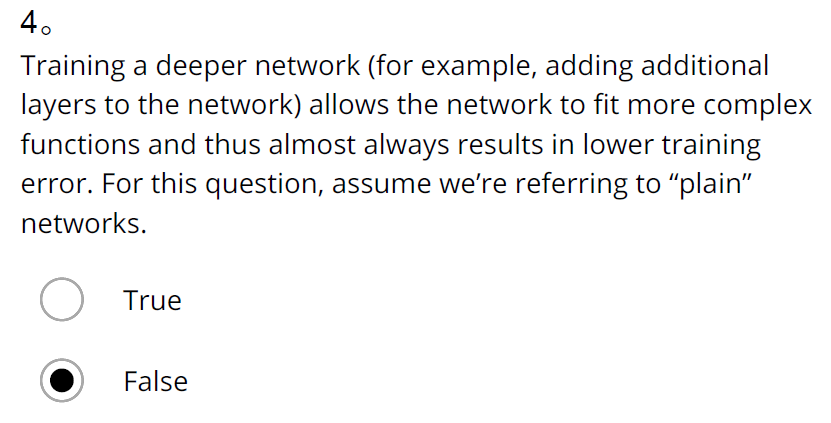 4。
Training a deeper network (for example, adding additional
layers to the network) allows the network to fit more complex
functions and thus almost always results in lower training
error. For this question, assume we’re referring to “plain”
networks.
True
False